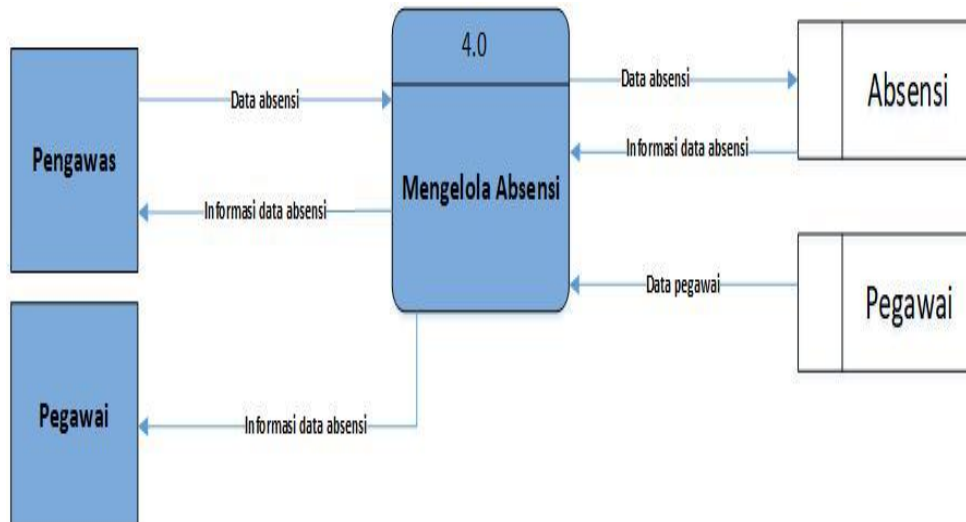 4.0
Mengelola Absensi
Pengawas
Pegawai
Data absensi
Informasi data absensi
Informasi data absensi
Data absensi
Informasi data absensi
Data pegawai
Absensi
Pegawai